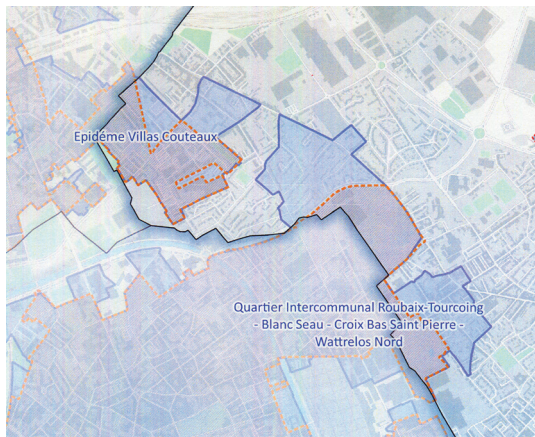 Epidéme Villas Couteaux
Quartier Intercommunal Roubaix-Tourcoing
- Blanc Seau - Croix Bas Saint Pierre -
Wattrelos Nord